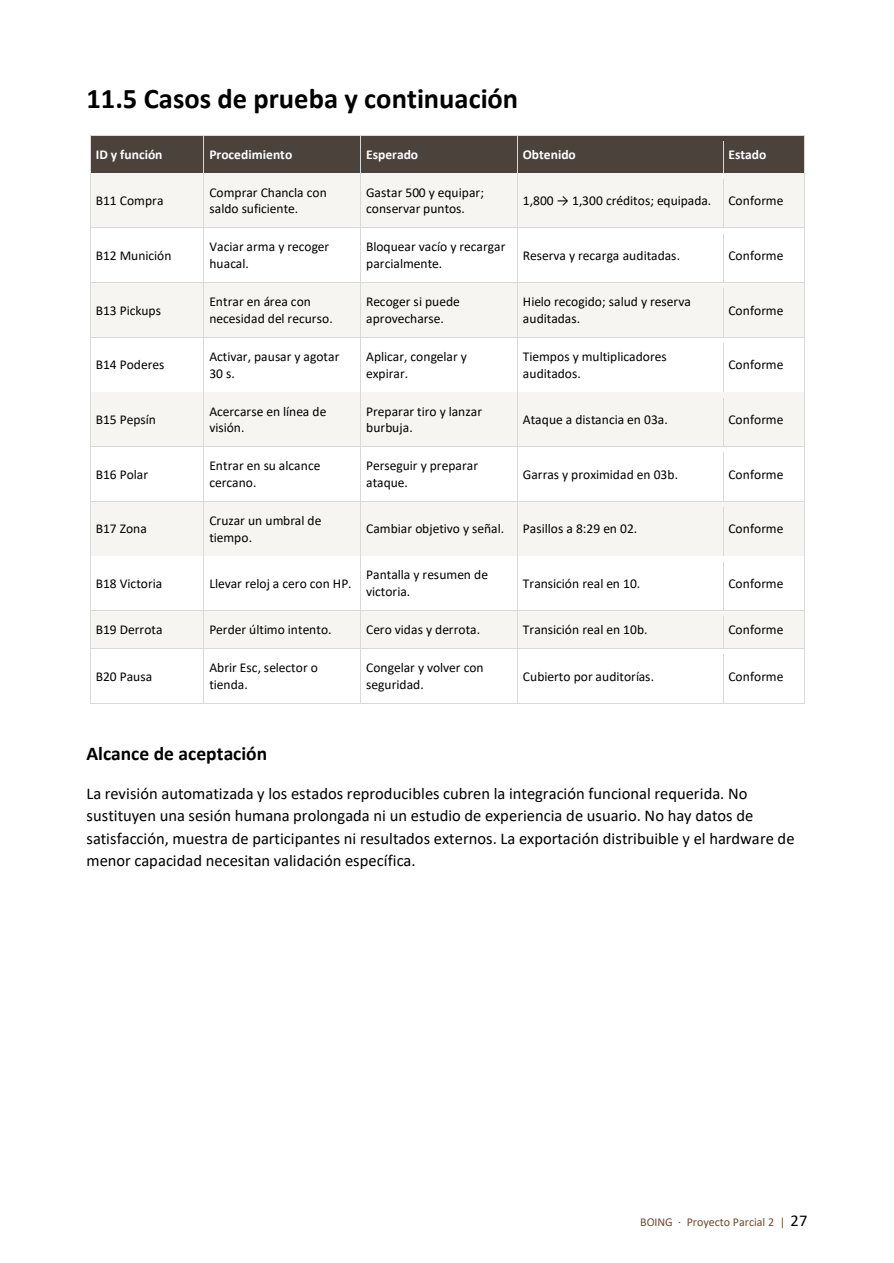 11.5 Casos de prueba y continuación
ID y función Procedimiento Esperado Obtenido Estado
B11 Compra Comprar Chancla con saldo suficiente. Gastar 500 y equipar; conservar puntos. 1,800 → 1,300 créditos; equipada. Conforme
B12 Munición Vaciar arma y recoger huacal. Bloquear vacío y recargar parcialmente. Reserva y recarga auditadas. Conforme
B13 Pickups Entrar en área con necesidad del recurso. Recoger si puede aprovecharse. Hielo recogido; salud y reserva auditadas. Conforme
B14 Poderes Activar, pausar y agotar 30 s. Aplicar, congelar y expirar. Tiempos y multiplicadores auditados. Conforme
B15 Pepsín Acercarse en línea de visión. Preparar tiro y lanzar burbuja. Ataque a distancia en 03a. Conforme
B16 Polar Entrar en su alcance cercano. Perseguir y preparar ataque. Garras y proximidad en 03b. Conforme
B17 Zona Cruzar un umbral de tiempo. Cambiar objetivo y señal. Pasillos a 8:29 en 02. Conforme
B18 Victoria Llevar reloj a cero con HP. Pantalla y resumen de victoria. Transición real en 10. Conforme
B19 Derrota Perder último intento. Cero vidas y derrota. Transición real en 10b. Conforme
B20 Pausa Abrir Esc, selector o tienda. Congelar y volver con seguridad. Cubierto por auditorías. Conforme
Alcance de aceptación
La revisión automatizada y los estados reproducibles cubren la integración funcional requerida. No
sustituyen una sesión humana prolongada ni un estudio de experiencia de usuario. No hay datos de
satisfacción, muestra de participantes ni resultados externos. La exportación distribuible y el hardware de
menor capacidad necesitan validación específica.
BOING · Proyecto Parcial 2 | 27